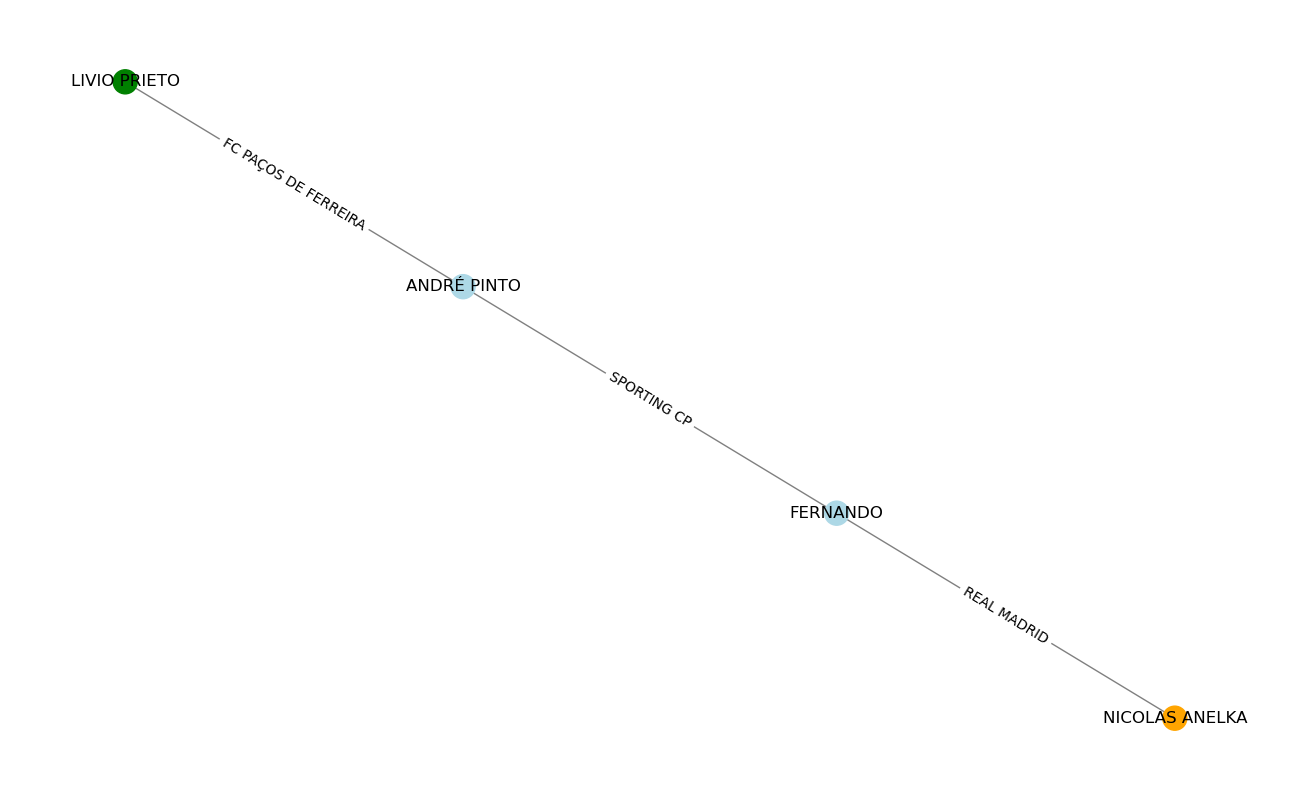 LIVIO PRIETO
FC PAÇOS DE FERREIRA
ANDRÉ PINTO
SPORTING CP
FERNANDO
REAL MADRID
NICOLAS ANELKA